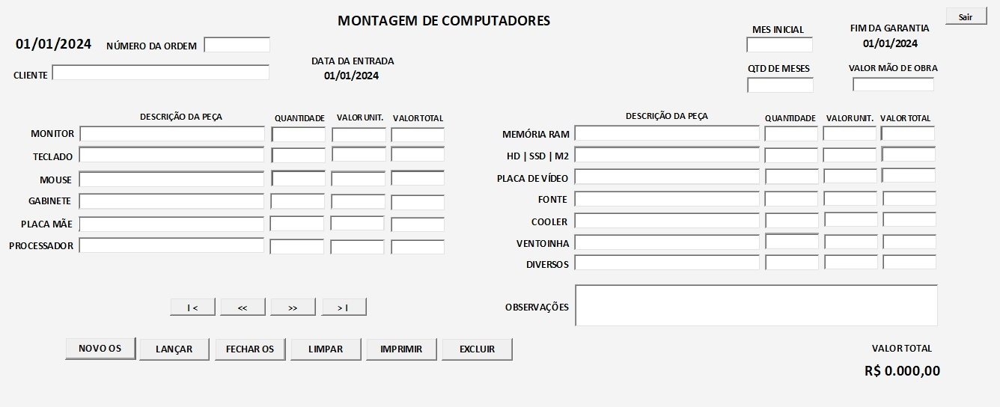 MONTAGEM DE COMPUTADORES
Sair
01/01/2024
NÚMERO DA ORDEM
CLIENTE
DATA DA ENTRADA
01/01/2024
MES INICIAL
FIM DA GARANTIA
01/01/2024
QTD DE MESES
VALOR MÃO DE OBRA
DESCRIÇÃO DA PEÇA QUANTIDADE VALOR UNIT. VALOR TOTAL
MONITOR
TECLADO
MOUSE
GABINETE
PLACA MÃE
PROCESSADOR
DESCRIÇÃO DA PEÇA QUANTIDADE VALOR UNIT. VALOR TOTAL
MEMÓRIA RAM
HD | SSD | M2
PLACA DE VÍDEO
FONTE
COOLER
VENTOINHA
DIVERSOS
OBSERVAÇÕES
I < << >> > I
NOVO OS LANÇAR FECHAR OS LIMPAR IMPRIMIR EXCLUIR
VALOR TOTAL
R$ 0.000,00